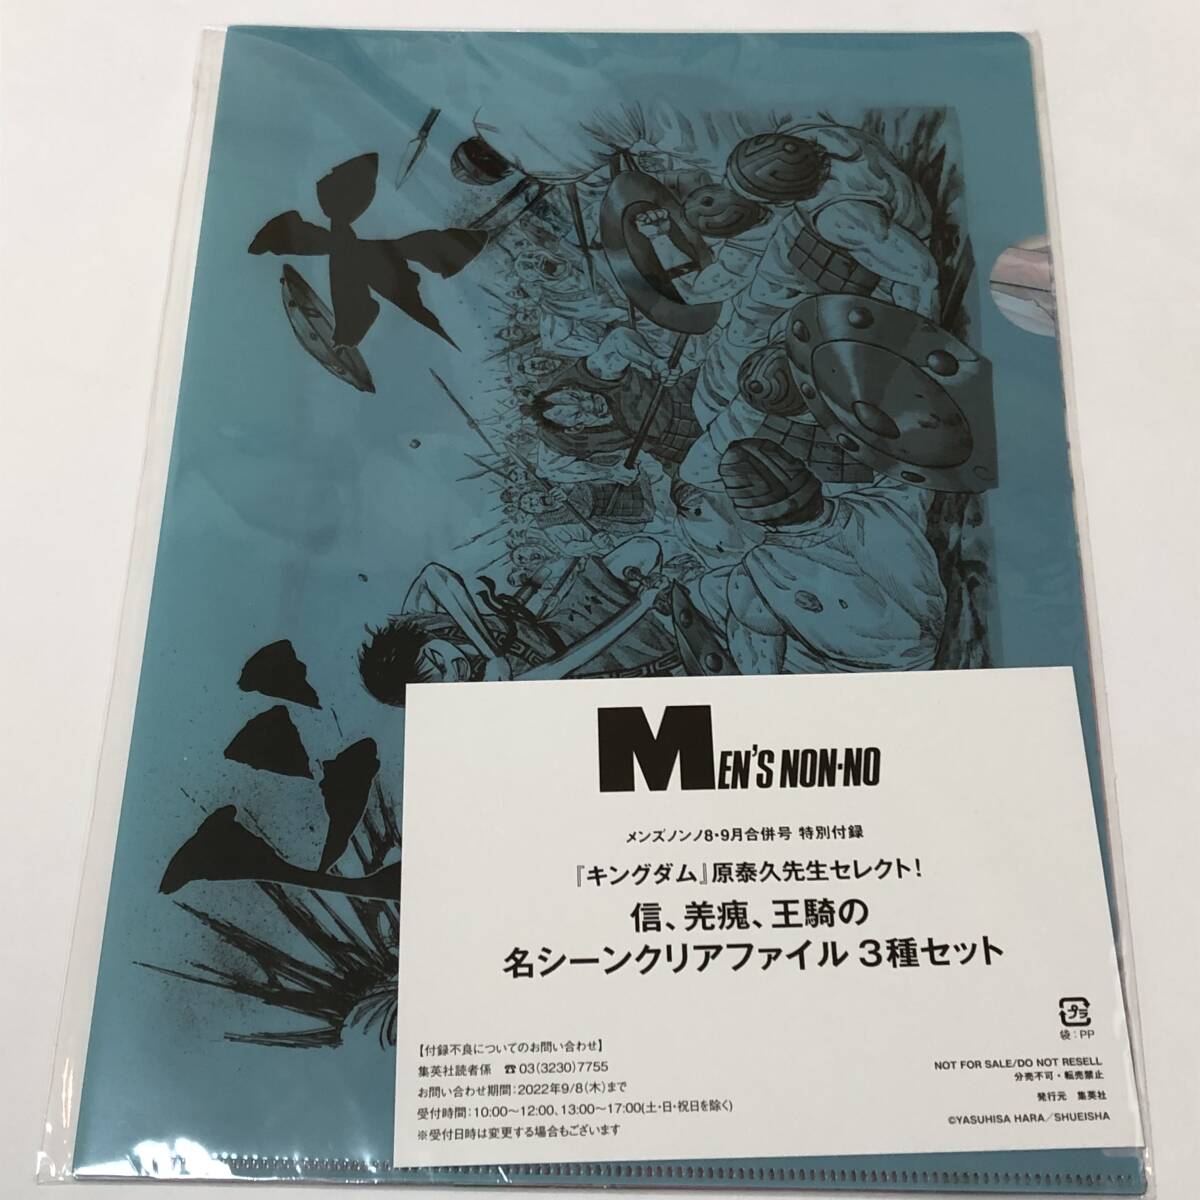 MEN'S NON-NO
メンズノンノ8・9月合併号 特別付録
『キングダム』原泰久先生セレクト!
信、羌瘣、王騎の
名シーンクリアファイル 3種セット
プラ
袋:PP
【付録不良についてのお問い合わせ】
集英社読者係 ☎03(3230)7755
お問い合わせ期間:2022年9/8(木)まで
受付時間:10:00〜12:00、13:00〜17:00(土・日・祝日を除く)
※受付日時は変更する場合もございます
NOT FOR SALE/DO NOT RESELL
分売不可・転売禁止
発行元 集英社
©YASUHISA HARA/SHUEISHA